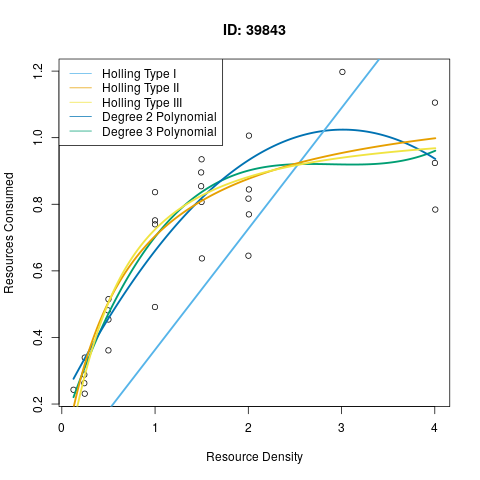 ID: 39843
Holling Type I
Holling Type II
Holling Type III
Degree 2 Polynomial
Degree 3 Polynomial
1.2
1.0
0.8
0.6
0.4
0.2
Resources Consumed
0 1 2 3 4
Resource Density